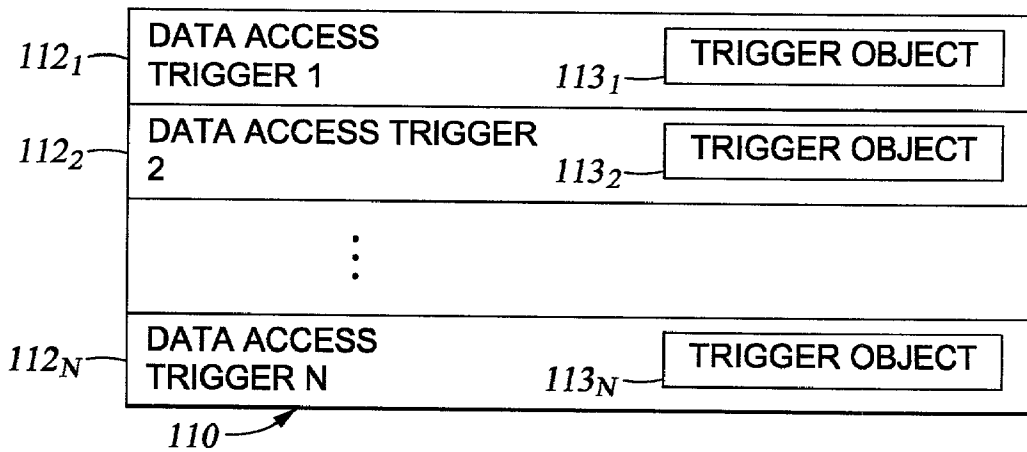 112₁
DATA ACCESS
TRIGGER 1
113₁
TRIGGER OBJECT
112₂
DATA ACCESS TRIGGER
2
113₂
TRIGGER OBJECT
112N
DATA ACCESS
TRIGGER N
113N
TRIGGER OBJECT
110